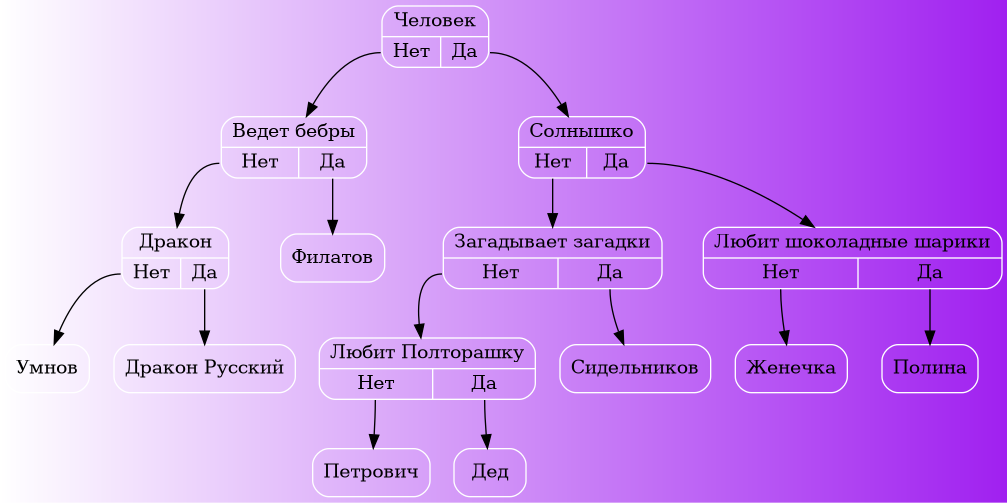 Человек
Нет Да
Ведет бебры
Нет Да
Солнышко
Нет Да
Дракон
Нет Да
Филатов
Загадывает загадки
Нет Да
Любит шоколадные шарики
Нет Да
Умнов
Дракон Русский
Любит Полторашку
Нет Да
Сидельников
Женечка
Полина
Петрович
Дед